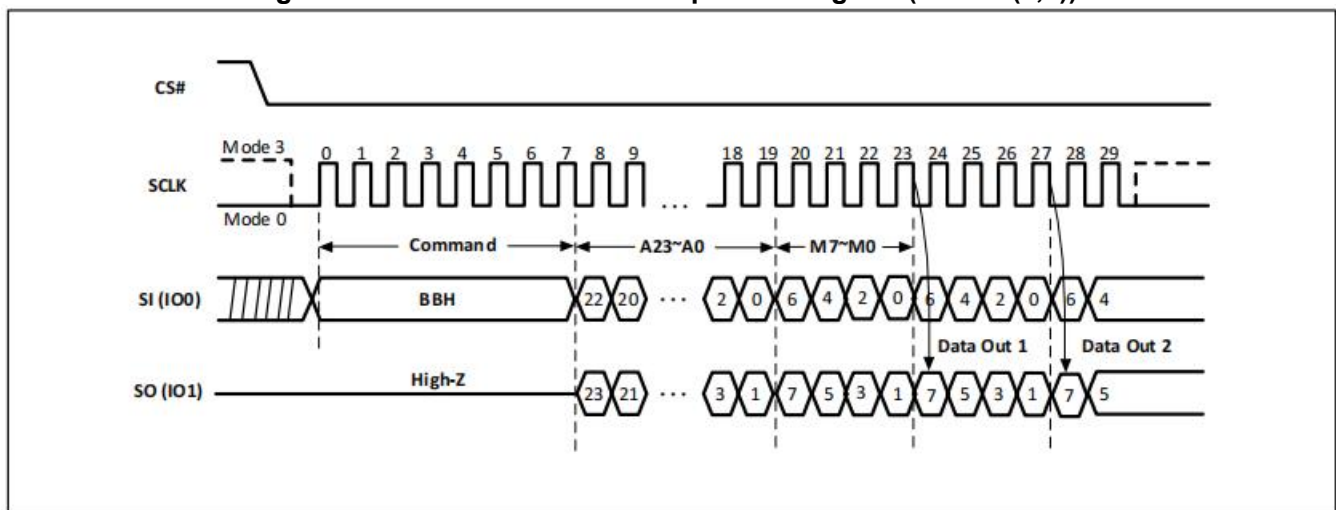 CS#
Mode 3
0 1 2 3 4 5 6 7 8 9 18 19 20 21 22 23 24 25 26 27 28 29
SCLK
...
Mode 0
Command A23~A0 M7~M0
SI (IO0) BBH 22 20 ... 2 0 6 4 2 0 6 4 2 0 6 4
Data Out 1 Data Out 2
High-Z
SO (IO1) 23 21 ... 3 1 7 5 3 1 7 5 3 1 7 5